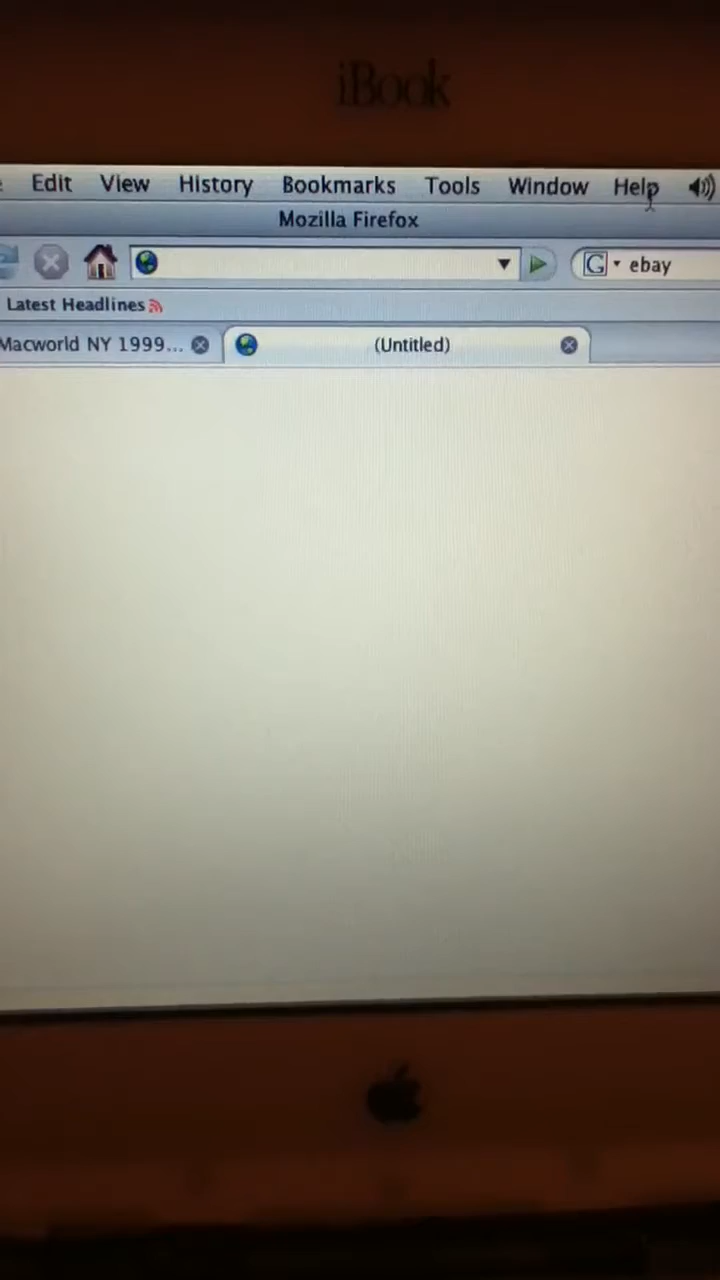 iBook
Edit View History Bookmarks Tools Window Help
Mozilla Firefox
G ebay
Latest Headlines
Macworld NY 1999...
(Untitled)